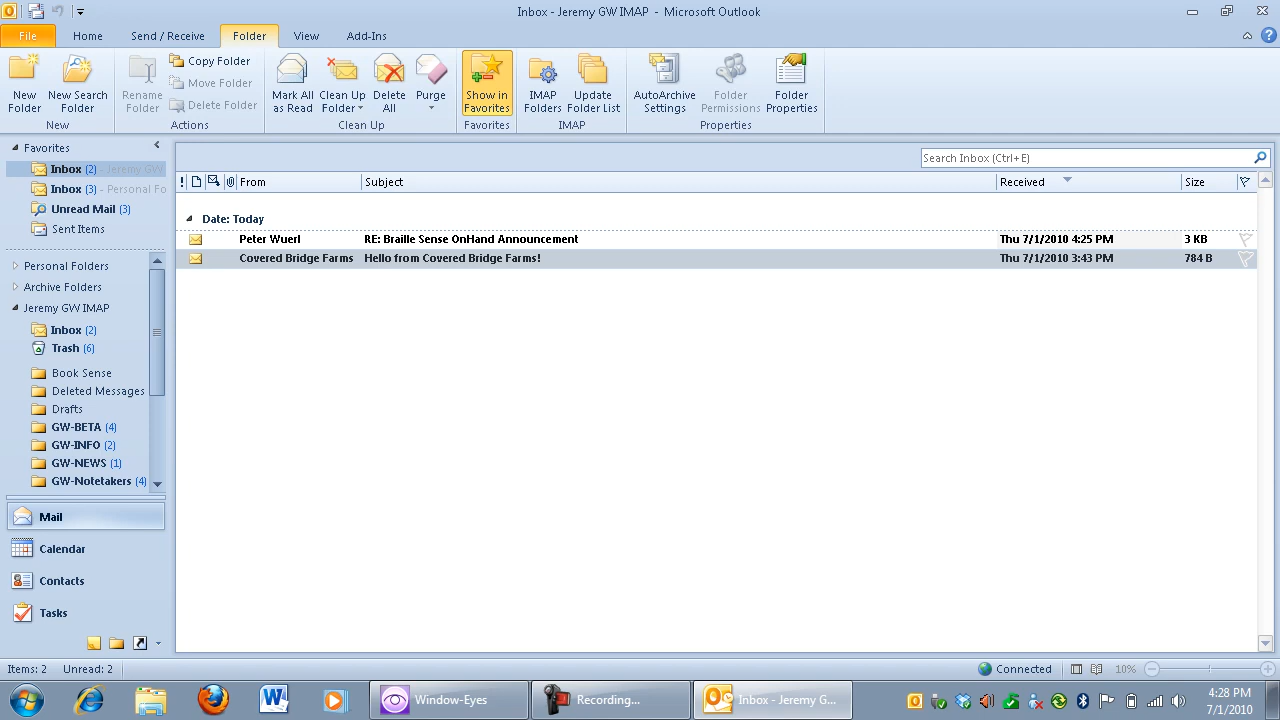 Inbox - Jeremy GW IMAP - Microsoft Outlook
File Home Send / Receive Folder View Add-Ins
New Folder
New Search Folder
Rename Folder
Copy Folder
Move Folder
Delete Folder
Mark All as Read
Clean Up Folder
Delete All
Purge
Show in Favorites
IMAP Folders
Update Folder List
AutoArchive Settings
Folder Permissions
Folder Properties
New Actions Clean Up Favorites IMAP Properties
Favorites
Inbox (2) - Jeremy GW
Inbox (3) - Personal Fo
Unread Mail (3)
Sent Items
Personal Folders
Archive Folders
Jeremy GW IMAP
Inbox (2)
Trash (6)
Book Sense
Deleted Messages
Drafts
GW-BETA (4)
GW-INFO (2)
GW-NEWS (1)
GW-Notetakers (4)
Mail
Calendar
Contacts
Tasks
Search Inbox (Ctrl+E)
! From Subject Received Size
Date: Today
Peter Wuerl RE: Braille Sense OnHand Announcement Thu 7/1/2010 4:25 PM 3 KB
Covered Bridge Farms Hello from Covered Bridge Farms! Thu 7/1/2010 3:43 PM 784 B
Items: 2 Unread: 2 Connected 10%
Window-Eyes Recording... Inbox - Jeremy G...
4:28 PM
7/1/2010